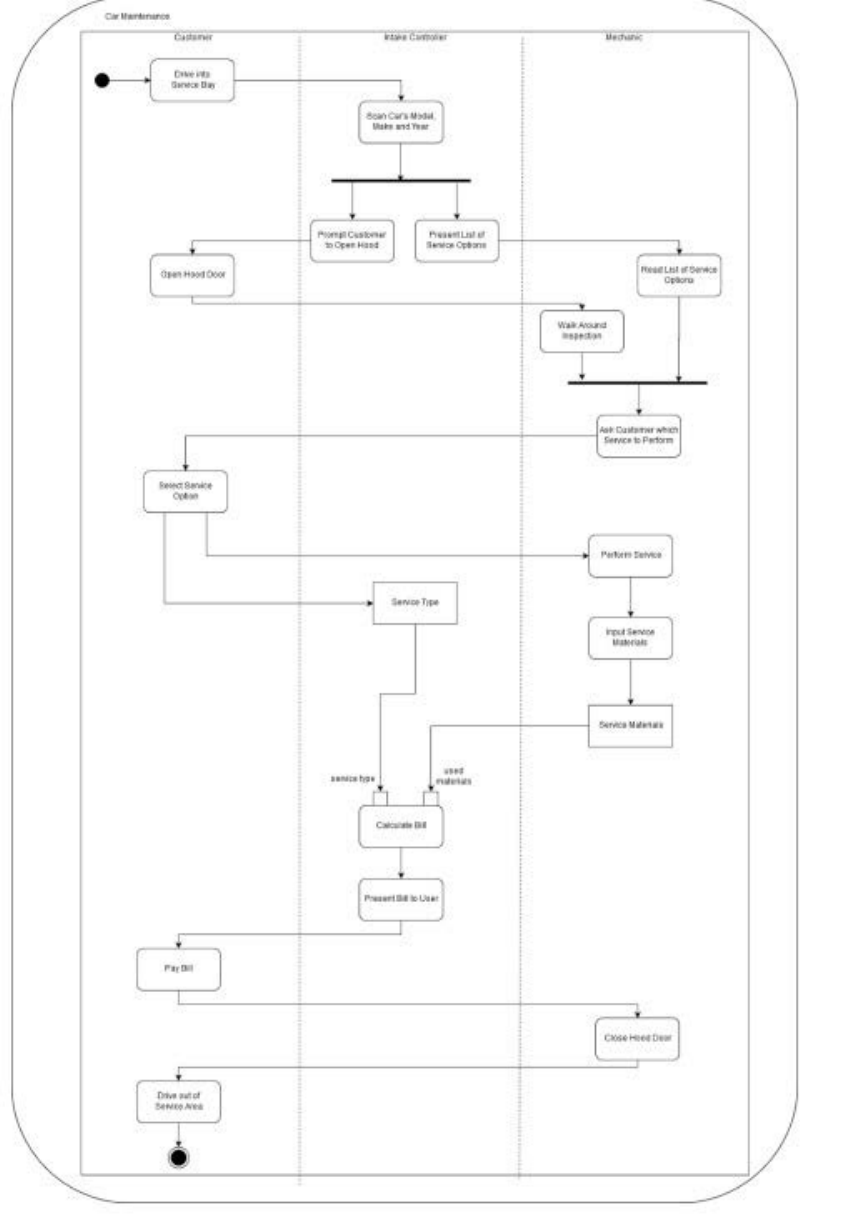 Car Maintenance
Customer
Intake Controller
Mechanic
Drive into
Service Bay
Scan Car's Model,
Make and Year
Prompt Customer
to Open Hood
Present List of
Service Options
Open Hood Door
Read List of Service
Options
Walk Around
Inspection
Ask Customer which
Service to Perform
Select Service
Option
Perform Service
Service Type
Input Service
Materials
Service Materials
service type
used
materials
Calculate Bill
Present Bill to User
Pay Bill
Close Hood Door
Drive out of
Service Area